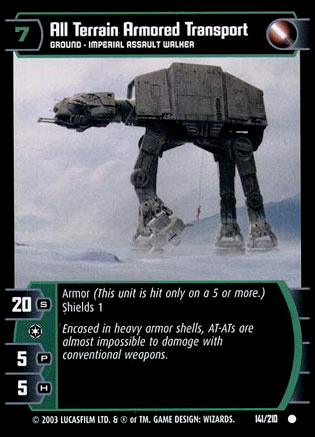 7 All Terrain Armored Transport
GROUND - IMPERIAL ASSAULT WALKER
20 S
Armor (This unit is hit only on a 5 or more.)
Shields 1
Encased in heavy armor shells, AT-ATs are
almost impossible to damage with
conventional weapons.
5 P
5 H
© 2003 LUCASFILM LTD. & ® or TM. GAME DESIGN: WIZARDS. 141/210